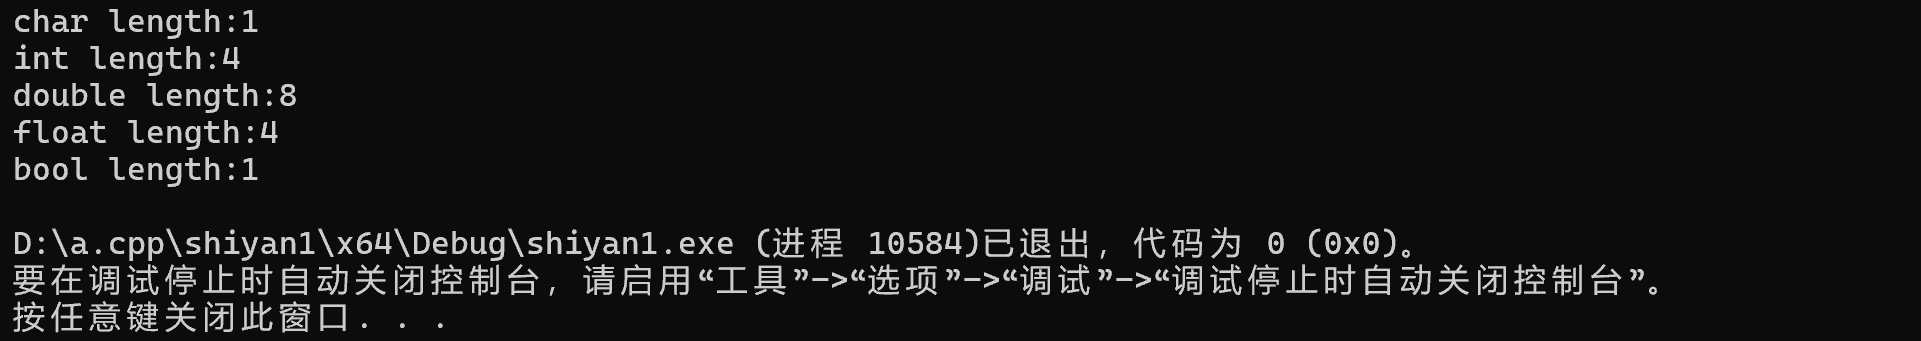 char length:1
int length:4
double length:8
float length:4
bool length:1
D:\a.cpp\shiyan1\x64\Debug\shiyan1.exe (进程 10584)已退出，代码为 0 (0x0)。
要在调试停止时自动关闭控制台，请启用“工具”->“选项”->“调试”->“调试停止时自动关闭控制台”。
按任意键关闭此窗口. . .